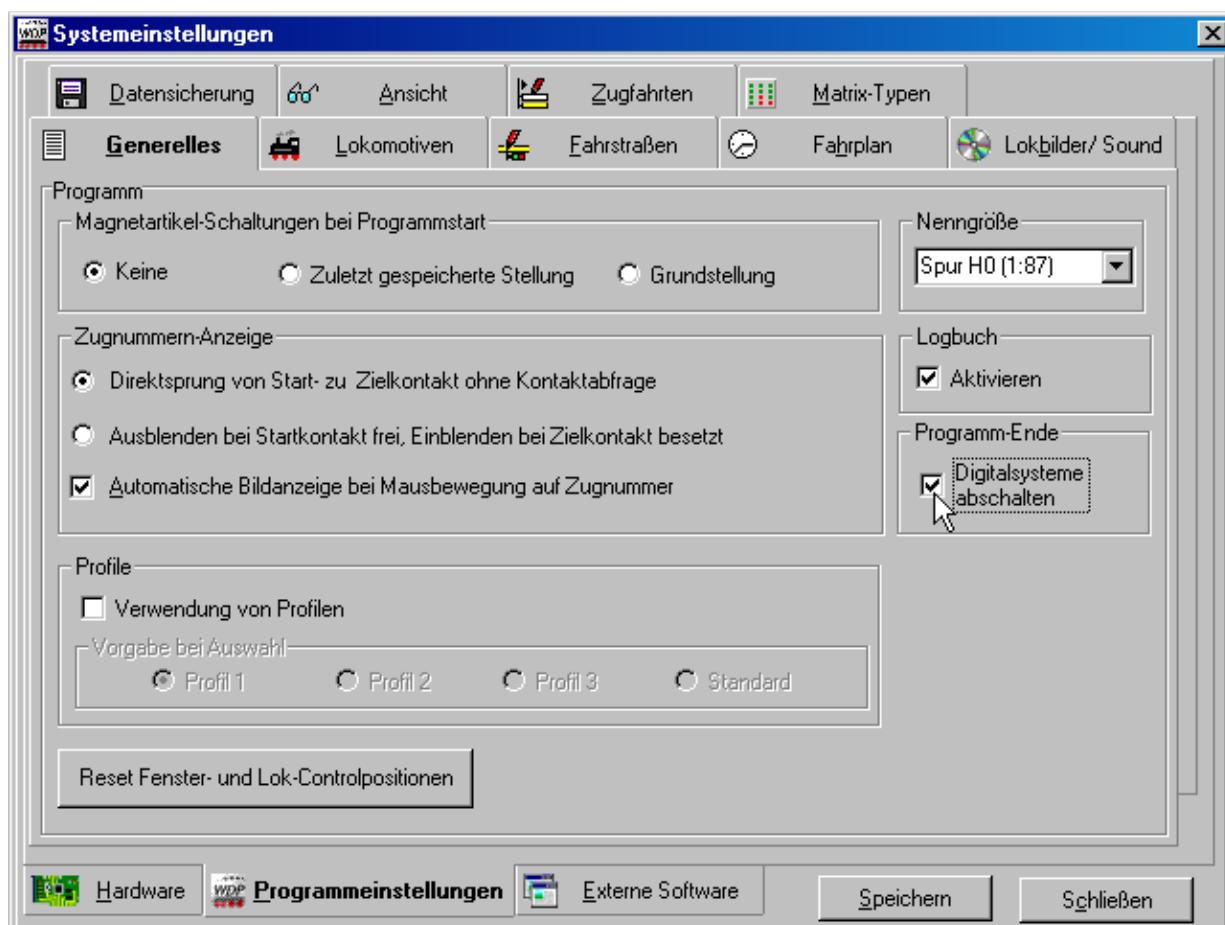 WDP Systemeinstellungen
Datensicherung Ansicht Zugfahrten Matrix-Typen
Generelles Lokomotiven Fahrstraßen Fahrplan Lokbilder/ Sound
Programm
Magnetartikel-Schaltungen bei Programmstart
Keine Zuletzt gespeicherte Stellung Grundstellung
Nenngröße
Spur H0 (1:87)
Zugnummern-Anzeige
Direktsprung von Start- zu Zielkontakt ohne Kontaktabfrage
Ausblenden bei Startkontakt frei, Einblenden bei Zielkontakt besetzt
Automatische Bildanzeige bei Mausbewegung auf Zugnummer
Logbuch
Aktivieren
Programm-Ende
Digitalsysteme
abschalten
Profile
Verwendung von Profilen
Vorgabe bei Auswahl
Profil 1 Profil 2 Profil 3 Standard
Reset Fenster- und Lok-Controlpositionen
Hardware WDP Programmeinstellungen Externe Software
Speichern Schließen